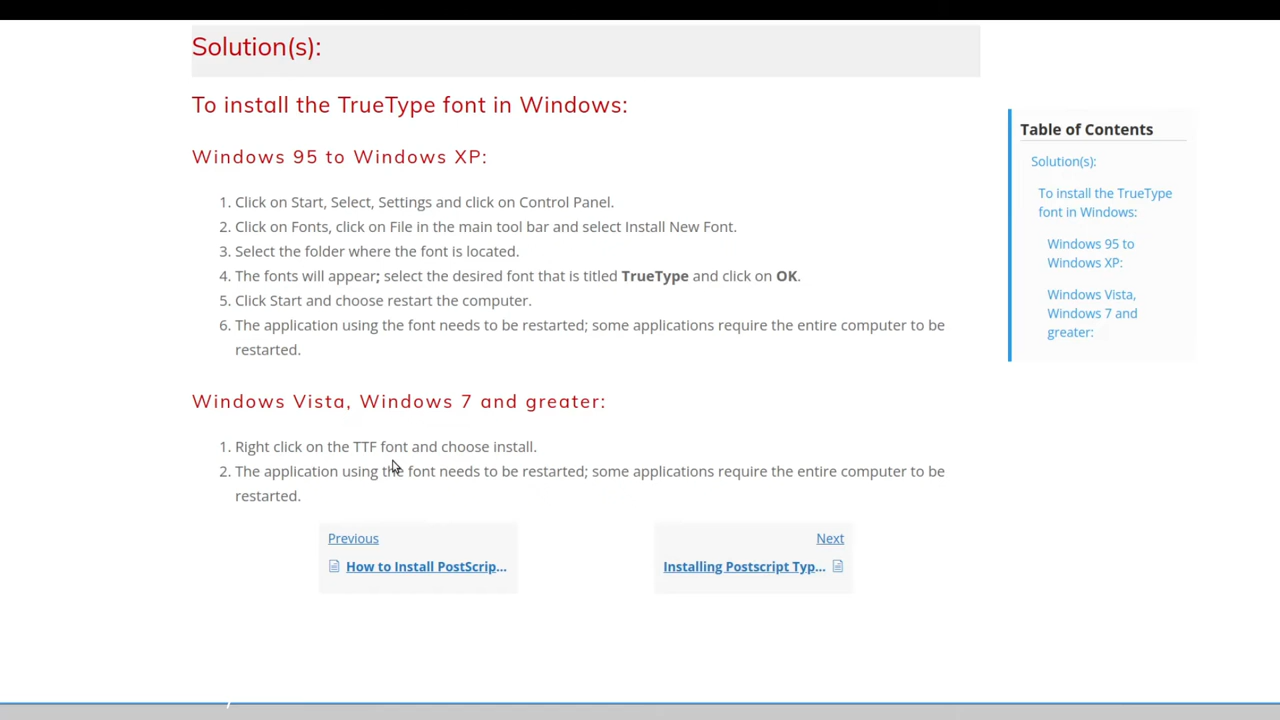 Solution(s):
To install the TrueType font in Windows:
Windows 95 to Windows XP:
1. Click on Start, Select, Settings and click on Control Panel.
2. Click on Fonts, click on File in the main tool bar and select Install New Font.
3. Select the folder where the font is located.
4. The fonts will appear; select the desired font that is titled TrueType and click on OK.
5. Click Start and choose restart the computer.
6. The application using the font needs to be restarted; some applications require the entire computer to be
restarted.
Windows Vista, Windows 7 and greater:
1. Right click on the TTF font and choose install.
2. The application using the font needs to be restarted; some applications require the entire computer to be
restarted.
Previous
How to Install PostScrip...
Next
Installing Postscript Typ...
Table of Contents
Solution(s):
To install the TrueType
font in Windows:
Windows 95 to
Windows XP:
Windows Vista,
Windows 7 and
greater: